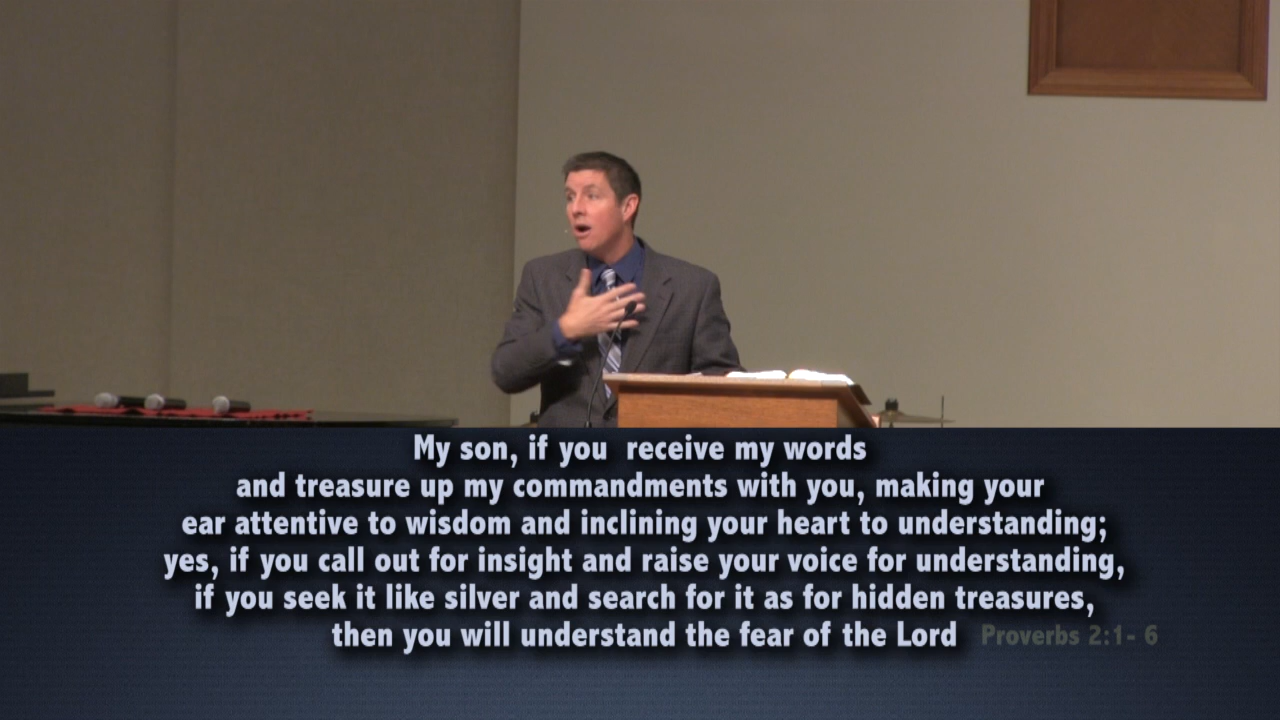 My son, if you receive my words
and treasure up my commandments with you, making your
ear attentive to wisdom and inclining your heart to understanding;
yes, if you call out for insight and raise your voice for understanding,
if you seek it like silver and search for it as for hidden treasures,
then you will understand the fear of the Lord Proverbs 2:1- 6